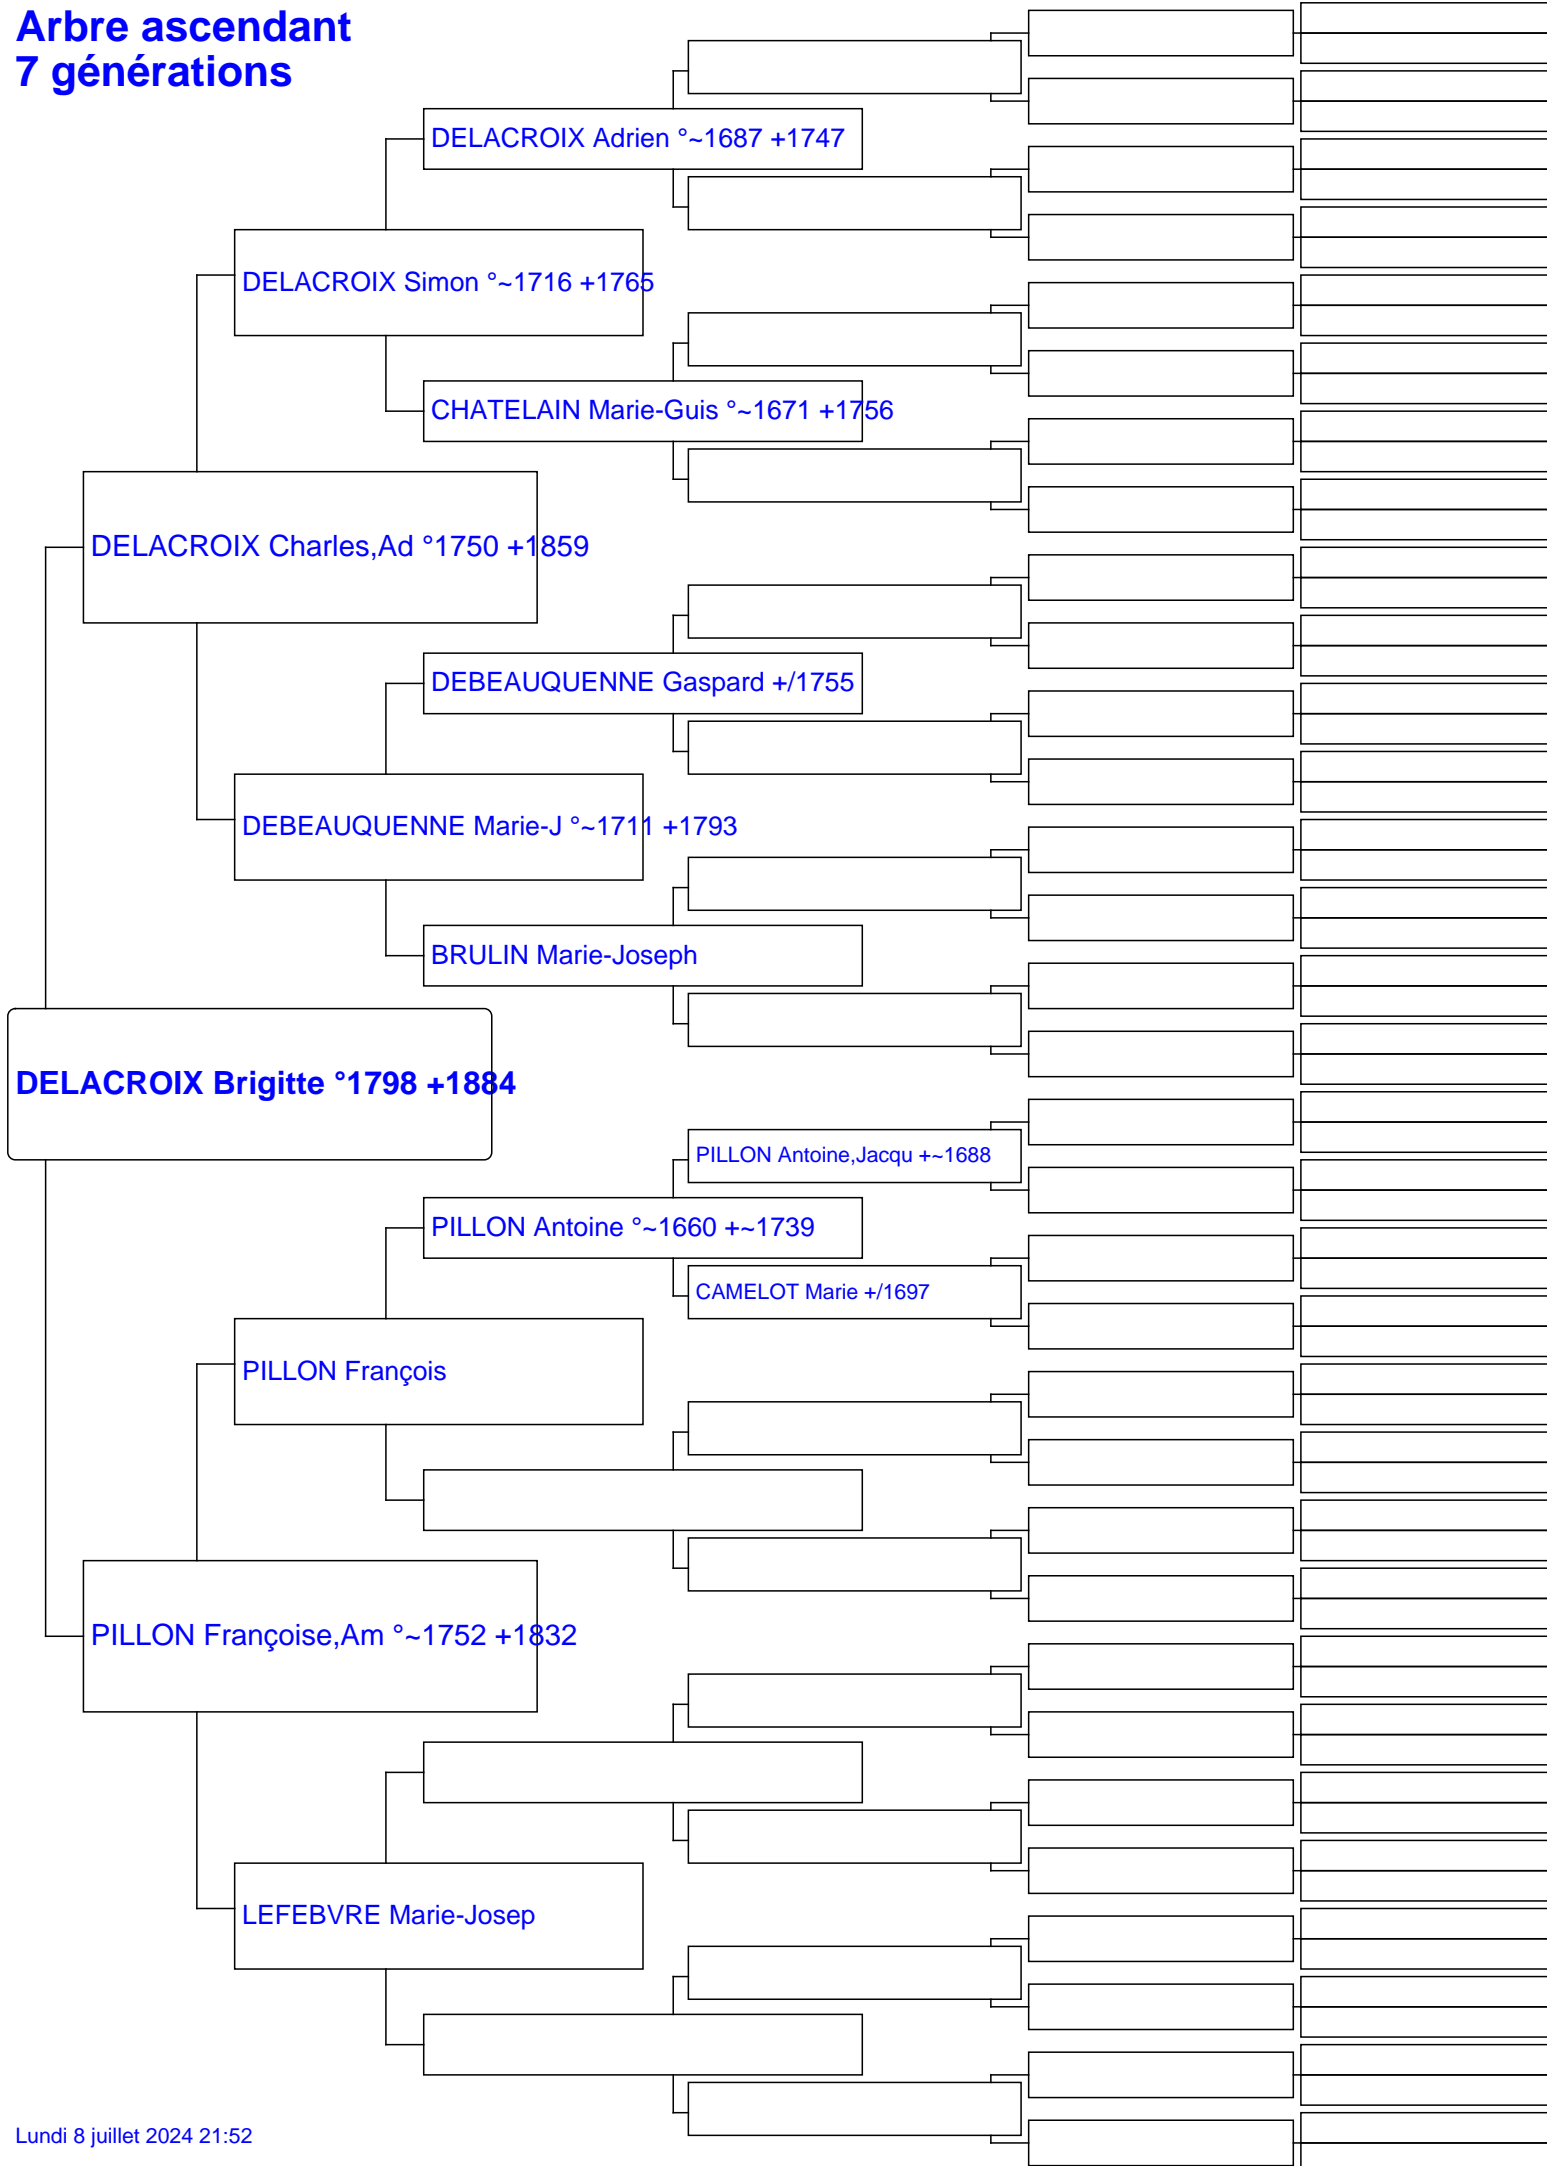 Arbre ascendant
7 générations
DELACROIX Adrien °~1687 +1747
DELACROIX Simon °~1716 +1765
CHATELAIN Marie-Guis °~1671 +1756
DELACROIX Charles,Ad °1750 +1859
DEBEAUQUENNE Gaspard +/1755
DEBEAUQUENNE Marie-J °~1711 +1793
BRULIN Marie-Joseph
DELACROIX Brigitte °1798 +1884
PILLON Antoine,Jacqu +~1688
PILLON Antoine °~1660 +~1739
CAMELOT Marie +/1697
PILLON François
PILLON Françoise,Am °~1752 +1832
LEFEBVRE Marie-Josep
Lundi 8 juillet 2024 21:52